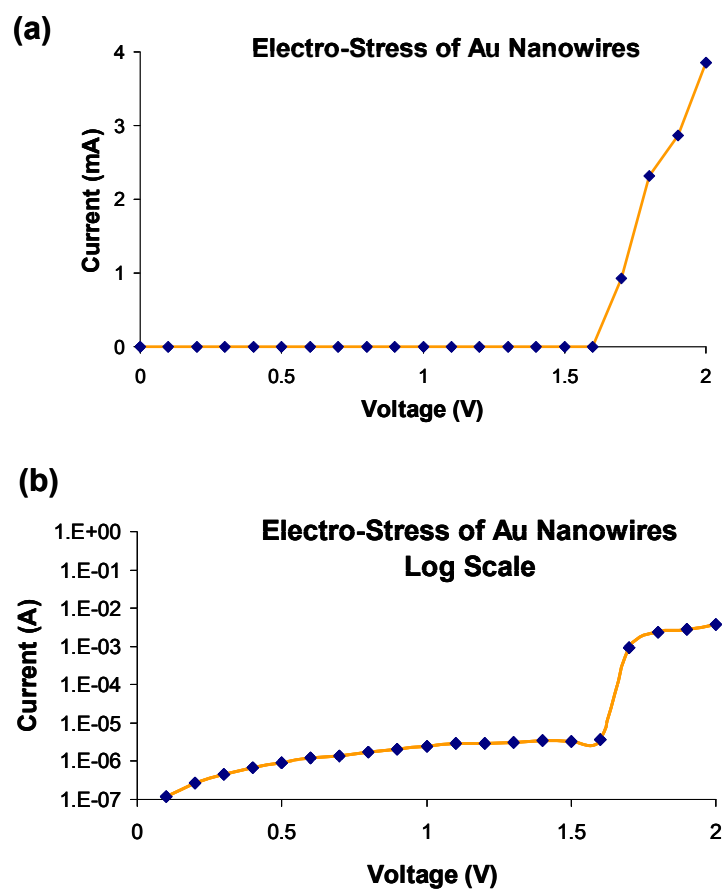 (a)
Electro-Stress of Au Nanowires
4
3
2
1
0
Current (mA)
0 0.5 1 1.5 2
Voltage (V)
(b)
Electro-Stress of Au Nanowires
Log Scale
1.E+00
1.E-01
1.E-02
1.E-03
1.E-04
1.E-05
1.E-06
1.E-07
Current (A)
0 0.5 1 1.5 2
Voltage (V)